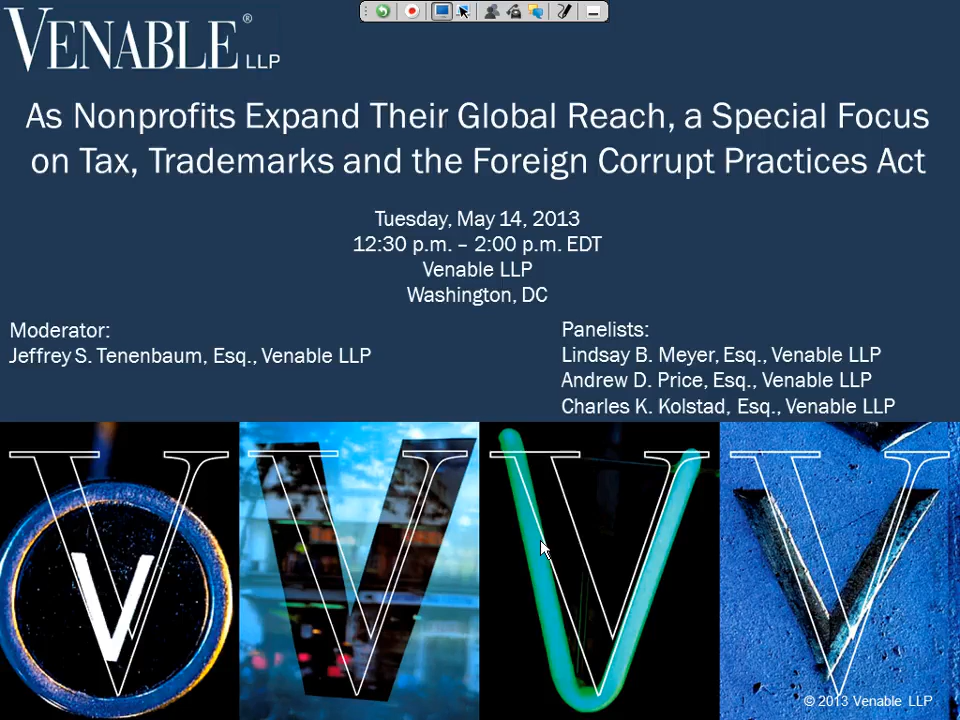 VENABLE® LLP
As Nonprofits Expand Their Global Reach, a Special Focus
on Tax, Trademarks and the Foreign Corrupt Practices Act
Tuesday, May 14, 2013
12:30 p.m. – 2:00 p.m. EDT
Venable LLP
Washington, DC
Moderator:
Jeffrey S. Tenenbaum, Esq., Venable LLP
Panelists:
Lindsay B. Meyer, Esq., Venable LLP
Andrew D. Price, Esq., Venable LLP
Charles K. Kolstad, Esq., Venable LLP
V V V V
V V V V
© 2013 Venable LLP